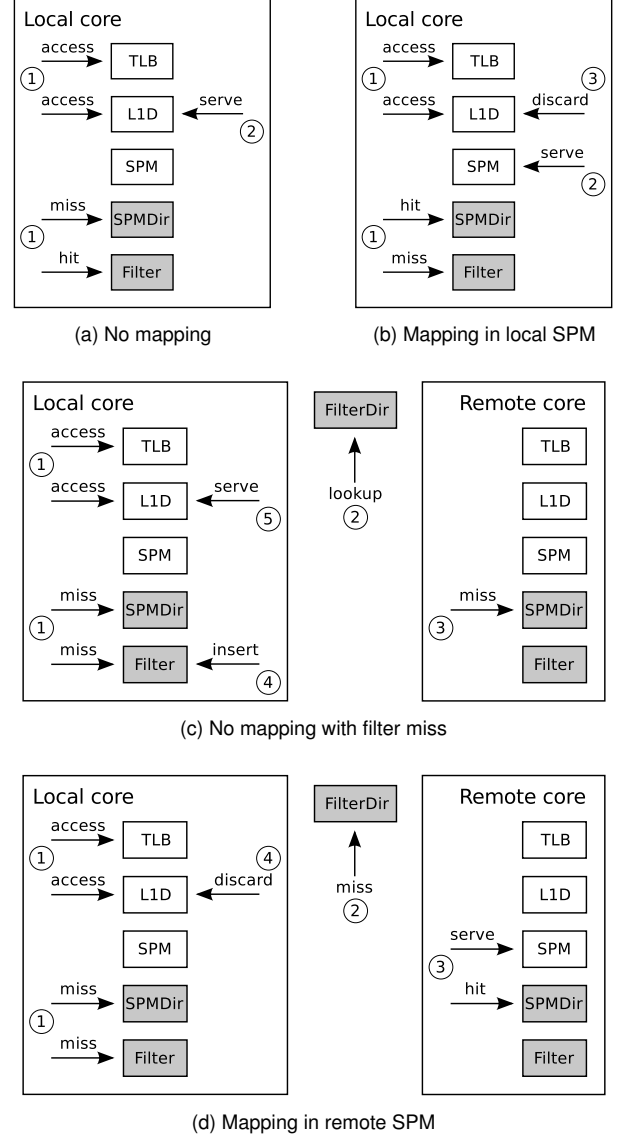 Local core
access
TLB
1
access
L1D
serve
2
SPM
miss
SPMDir
1
hit
Filter
(a) No mapping
Local core
access
TLB
1
3
access
L1D
discard
SPM
serve
2
hit
SPMDir
1
miss
Filter
(b) Mapping in local SPM
Local core
access
TLB
1
access
L1D
serve
5
SPM
miss
SPMDir
1
miss
Filter
insert
4
FilterDir
lookup
2
Remote core
TLB
L1D
SPM
miss
SPMDir
3
Filter
(c) No mapping with filter miss
Local core
access
TLB
1
4
access
L1D
discard
SPM
miss
SPMDir
1
miss
Filter
FilterDir
miss
2
Remote core
TLB
L1D
serve
SPM
3
hit
SPMDir
Filter
(d) Mapping in remote SPM